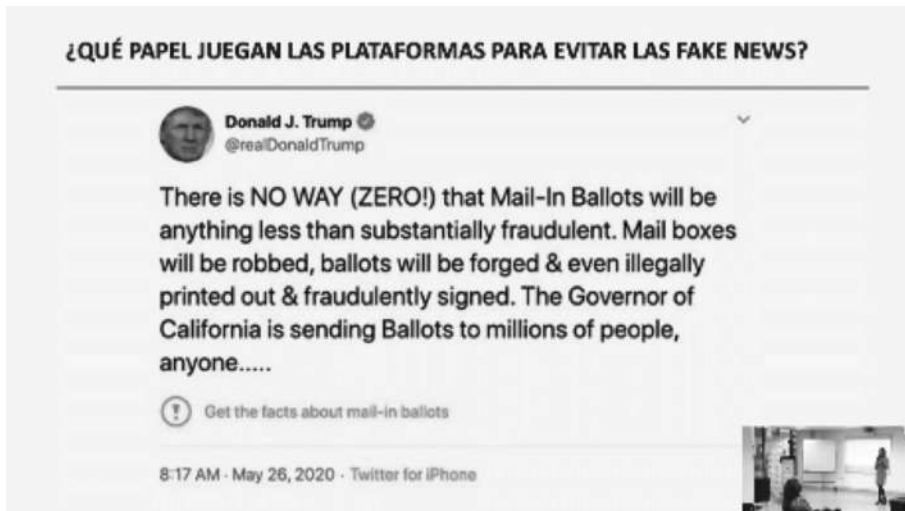 ¿QUÉ PAPEL JUEGAN LAS PLATAFORMAS PARA EVITAR LAS FAKE NEWS?
Donald J. Trump
@realDonaldTrump
There is NO WAY (ZERO!) that Mail-In Ballots will be
anything less than substantially fraudulent. Mail boxes
will be robbed, ballots will be forged & even illegally
printed out & fraudulently signed. The Governor of
California is sending Ballots to millions of people,
anyone.....
Get the facts about mail-in ballots
8:17 AM · May 26, 2020 · Twitter for iPhone